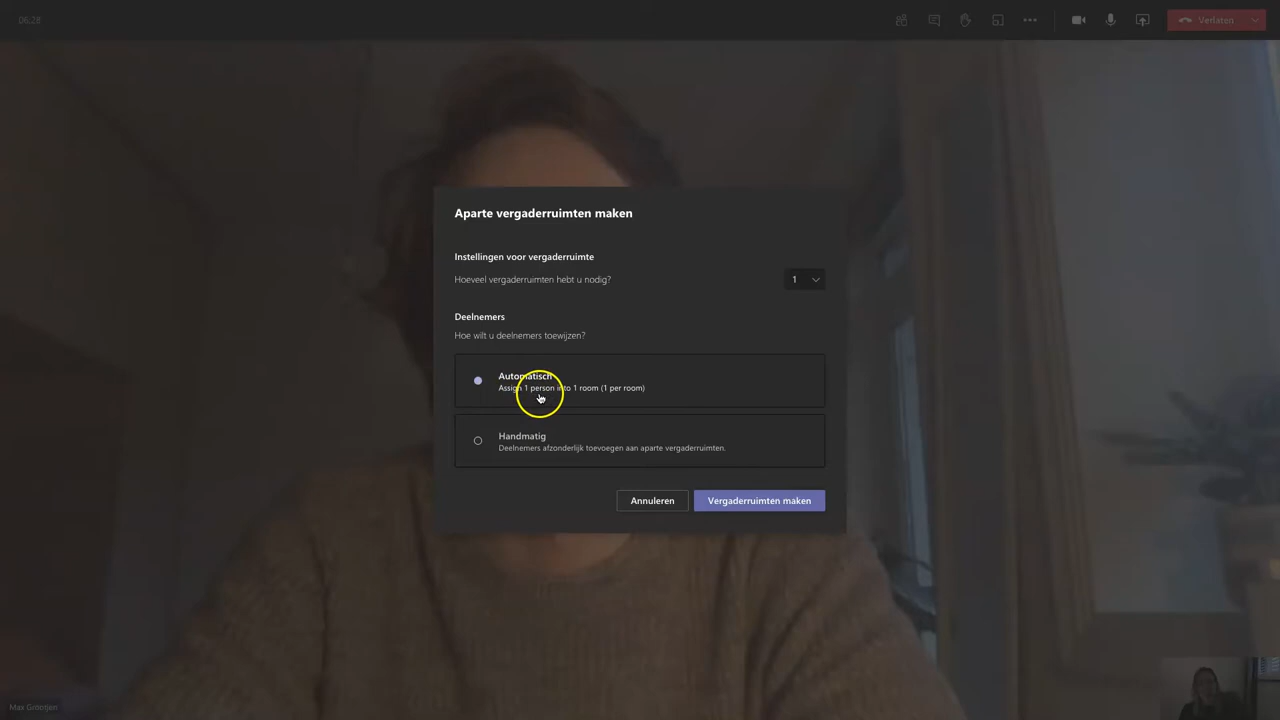 06:28
Verlaten
Aparte vergaderruimten maken
Instellingen voor vergaderruimte
Hoeveel vergaderruimten hebt u nodig?
1
Deelnemers
Hoe wilt u deelnemers toewijzen?
Automatisch
Assign 1 person into 1 room (1 per room)
Handmatig
Deelnemers afzonderlijk toevoegen aan aparte vergaderruimten.
Annuleren
Vergaderruimten maken
Max Grootjen